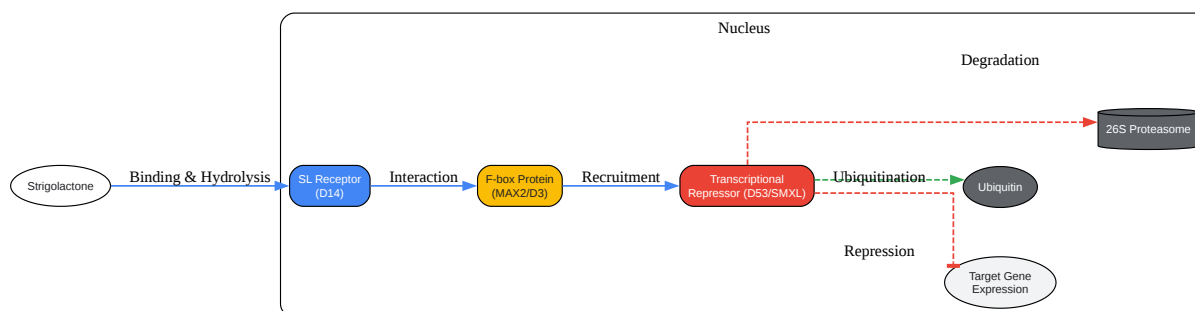 Nucleus
Degradation
26S Proteasome
Strigolactone
Binding & Hydrolysis
SL Receptor
(D14)
Interaction
F-box Protein
(MAX2/D3)
Recruitment
Transcriptional
Repressor (D53/SMXL)
Ubiquitination
Ubiquitin
Repression
Target Gene
Expression